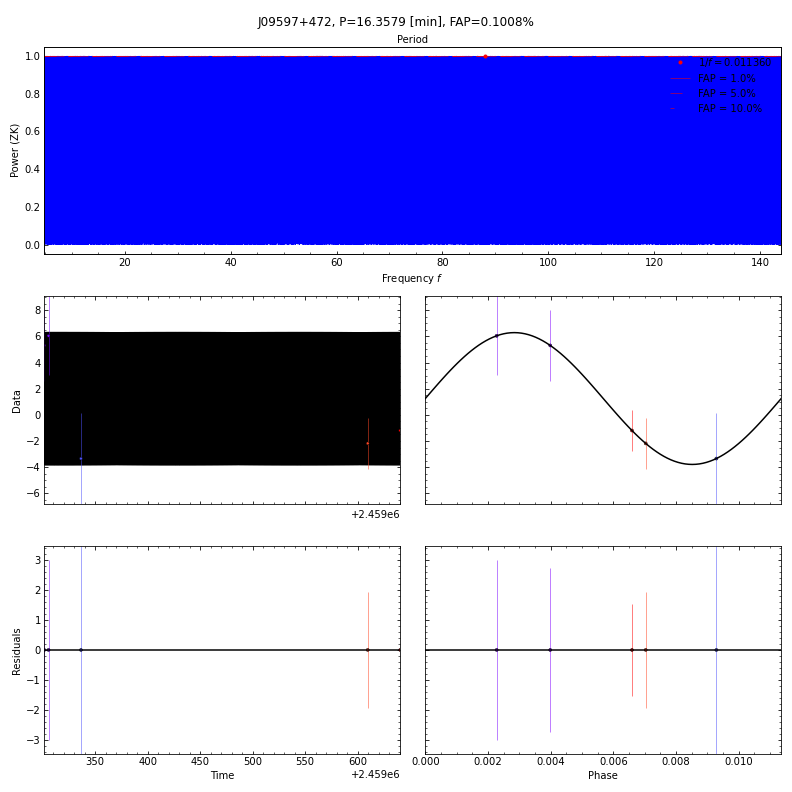 J09597+472, P=16.3579 [min], FAP=0.1008%
Period
1.0
0.8
0.6
0.4
0.2
0.0
Power (ZK)
1/f = 0.011360
FAP = 1.0%
FAP = 5.0%
FAP = 10.0%
20 40 60 80 100 120 140
Frequency f
8
6
4
2
0
−2
−4
−6
Data
+2.459e6
3
2
1
0
−1
−2
−3
Residuals
350 400 450 500 550 600
Time
+2.459e6
0.000 0.002 0.004 0.006 0.008 0.010
Phase